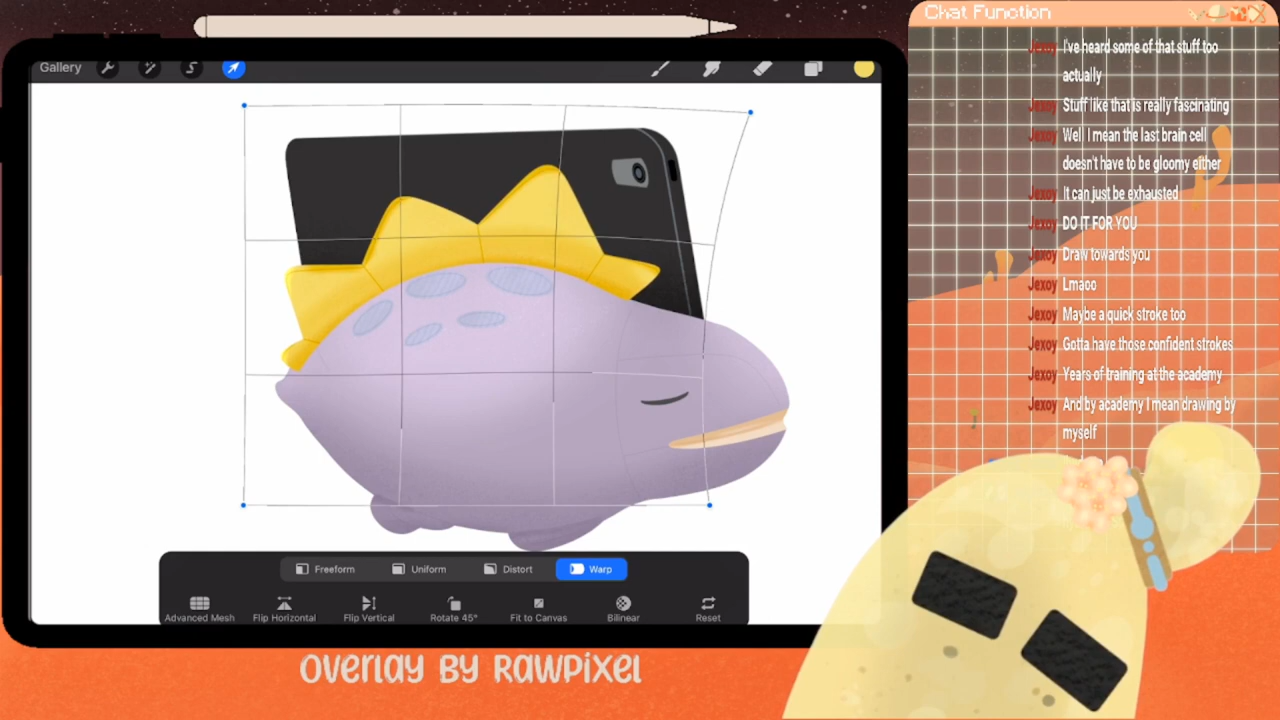 Chat Function
Gallery
Jexoy I've heard some of that stuff too
actually
Jexoy Stuff like that is really fascinating
Jexoy Well I mean the last brain cell
doesn't have to be gloomy either
Jexoy It can just be exhausted
Jexoy DO IT FOR YOU
Jexoy Draw towards you
Jexoy Lmaoo
Jexoy Maybe a quick stroke too
Jexoy Gotta have those confident strokes
Jexoy Years of training at the academy
Jexoy And by academy I mean drawing by
myself
Freeform Uniform Distort Warp
Advanced Mesh Flip Horizontal Flip Vertical Rotate 45° Fit to Canvas Bilinear Reset
OVERLAY BY RAWPIXEL